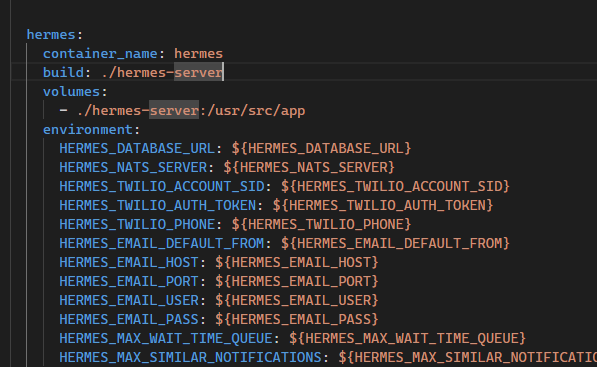 hermes:
container_name: hermes
build: ./hermes-server
volumes:
- ./hermes-server:/usr/src/app
environment:
HERMES_DATABASE_URL: ${HERMES_DATABASE_URL}
HERMES_NATS_SERVER: ${HERMES_NATS_SERVER}
HERMES_TWILIO_ACCOUNT_SID: ${HERMES_TWILIO_ACCOUNT_SID}
HERMES_TWILIO_AUTH_TOKEN: ${HERMES_TWILIO_AUTH_TOKEN}
HERMES_TWILIO_PHONE: ${HERMES_TWILIO_PHONE}
HERMES_EMAIL_DEFAULT_FROM: ${HERMES_EMAIL_DEFAULT_FROM}
HERMES_EMAIL_HOST: ${HERMES_EMAIL_HOST}
HERMES_EMAIL_PORT: ${HERMES_EMAIL_PORT}
HERMES_EMAIL_USER: ${HERMES_EMAIL_USER}
HERMES_EMAIL_PASS: ${HERMES_EMAIL_PASS}
HERMES_MAX_WAIT_TIME_QUEUE: ${HERMES_MAX_WAIT_TIME_QUEUE}
HERMES_MAX_SIMILAR_NOTIFICATIONS: ${HERMES_MAX_SIMILAR_NOTIFICATIO